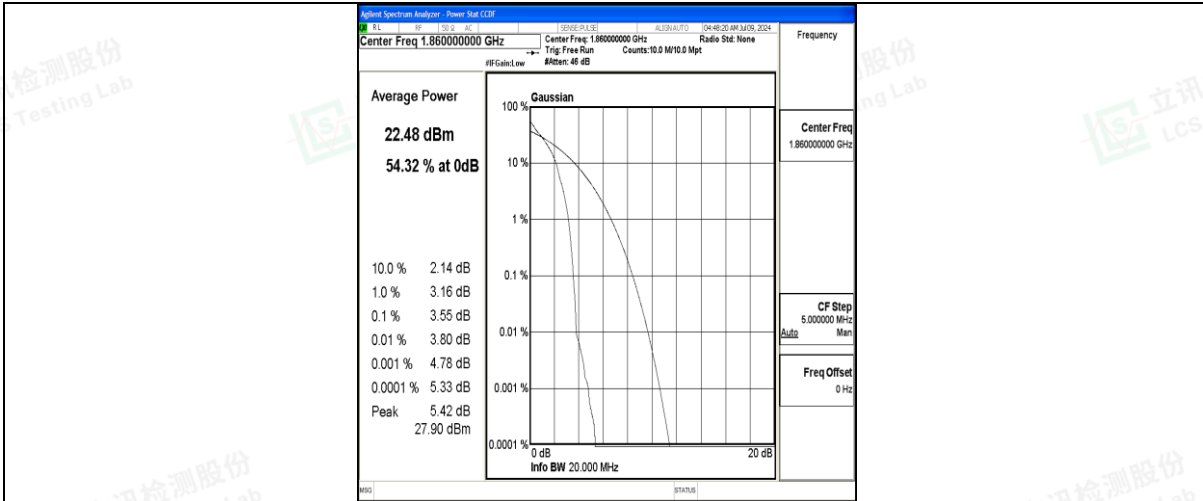 Agilent Spectrum Analyzer - Power Stat CCDF
RL RF 50 Ω AC SENSE:PULSE ALIGN AUTO 04:48:20 AM Jul 09, 2024
Center Freq 1.860000000 GHz
Center Freq: 1.860000000 GHz Radio Std: None
Trig: Free Run Counts:10.0 M/10.0 Mpt
#IFGain:Low #Atten: 46 dB
Frequency
Average Power
22.48 dBm
54.32 % at 0dB
10.0 % 2.14 dB
1.0 % 3.16 dB
0.1 % 3.55 dB
0.01 % 3.80 dB
0.001 % 4.78 dB
0.0001 % 5.33 dB
Peak 5.42 dB
27.90 dBm
Gaussian
100 %
10 %
1 %
0.1 %
0.01 %
0.001 %
0.0001 %
0 dB 20 dB
Info BW 20.000 MHz
Center Freq
1.860000000 GHz
CF Step
5.000000 MHz
Auto Man
Freq Offset
0 Hz
MSG STATUS
检测股份
Testing Lab
股份
ng Lab
立讯
LCS
讯检测股份
检测股份